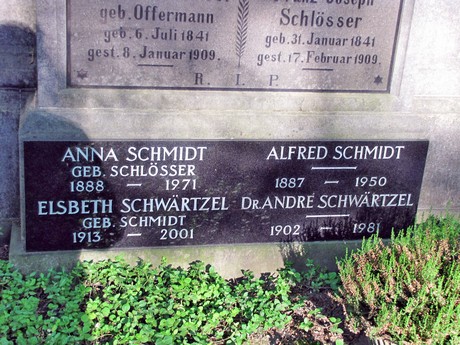 geb. Offermann
geb. 6. Juli 1841
gest. 8. Januar 1909.
Joseph
Schlösser
geb. 31. Januar 1841
gest. 17. Februar 1909.
R. I. P.
ANNA SCHMIDT
GEB. SCHLÖSSER
1888 — 1971
ALFRED SCHMIDT
1887 — 1950
ELSBETH SCHWÄRTZEL
GEB. SCHMIDT
1913 — 2001
DR. ANDRÉ SCHWÄRTZEL
1902 — 1981